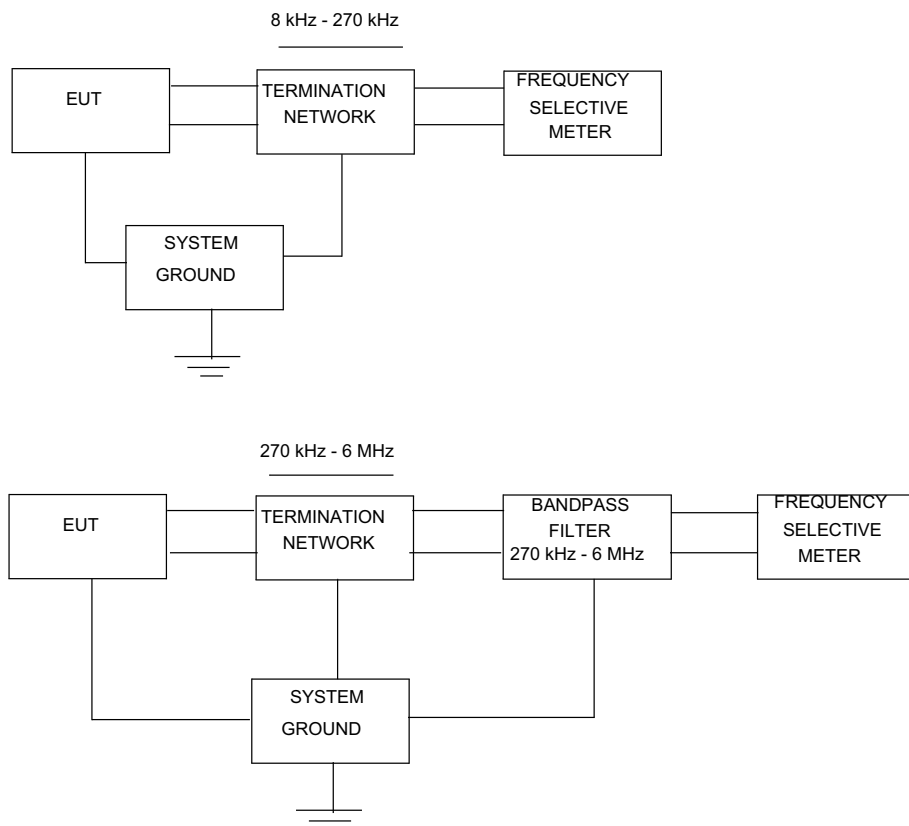 8 kHz - 270 kHz
EUT
TERMINATION
NETWORK
FREQUENCY
SELECTIVE
METER
SYSTEM
GROUND
270 kHz - 6 MHz
EUT
TERMINATION
NETWORK
BANDPASS
FILTER
270 kHz - 6 MHz
FREQUENCY
SELECTIVE
METER
SYSTEM
GROUND